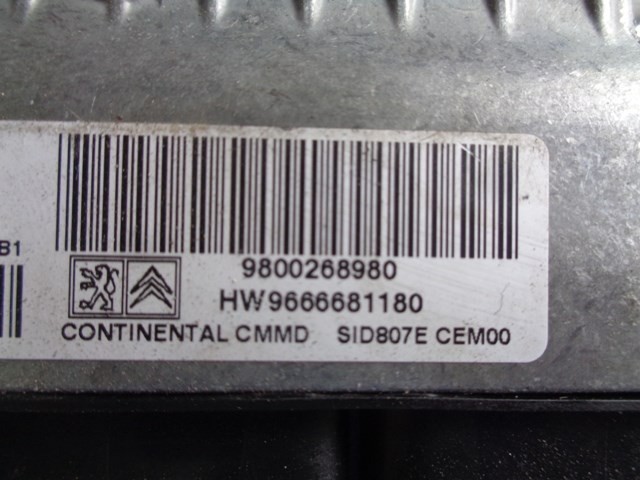 B1
9800268980
HW9666681180
CONTINENTAL CMMD SID807E CEM00